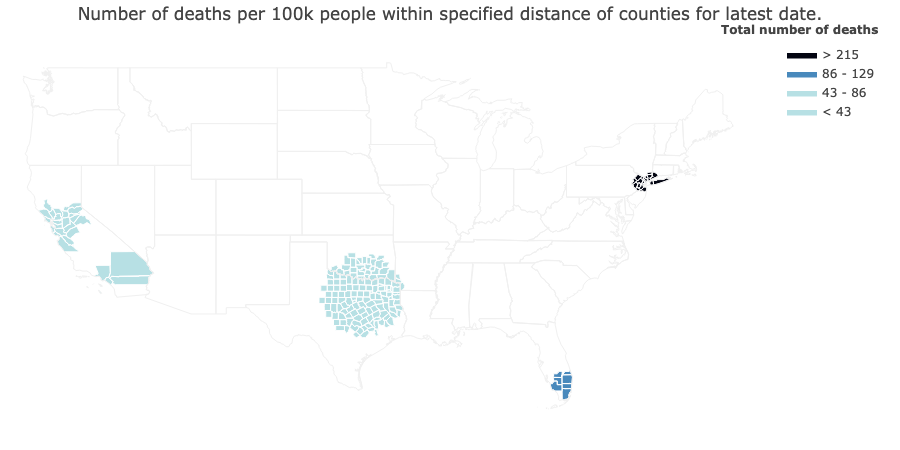 Number of deaths per 100k people within specified distance of counties for latest date.
Total number of deaths
> 215
86 - 129
43 - 86
< 43